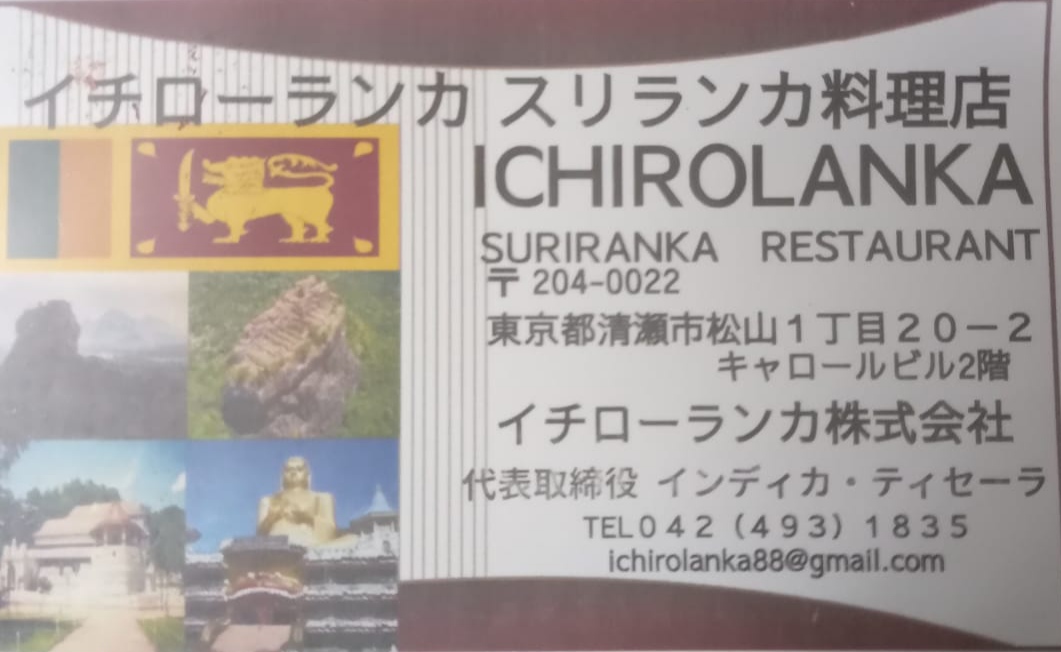 イチローランカ スリランカ料理店
ICHIROLANKA
SURIRANKA RESTAURANT
〒204-0022
東京都清瀬市松山１丁目２０－２
キャロールビル2階
イチローランカ株式会社
代表取締役 インディカ・ティセーラ
TEL０４２（４９３）１８３５
ichirolanka88@gmail.com